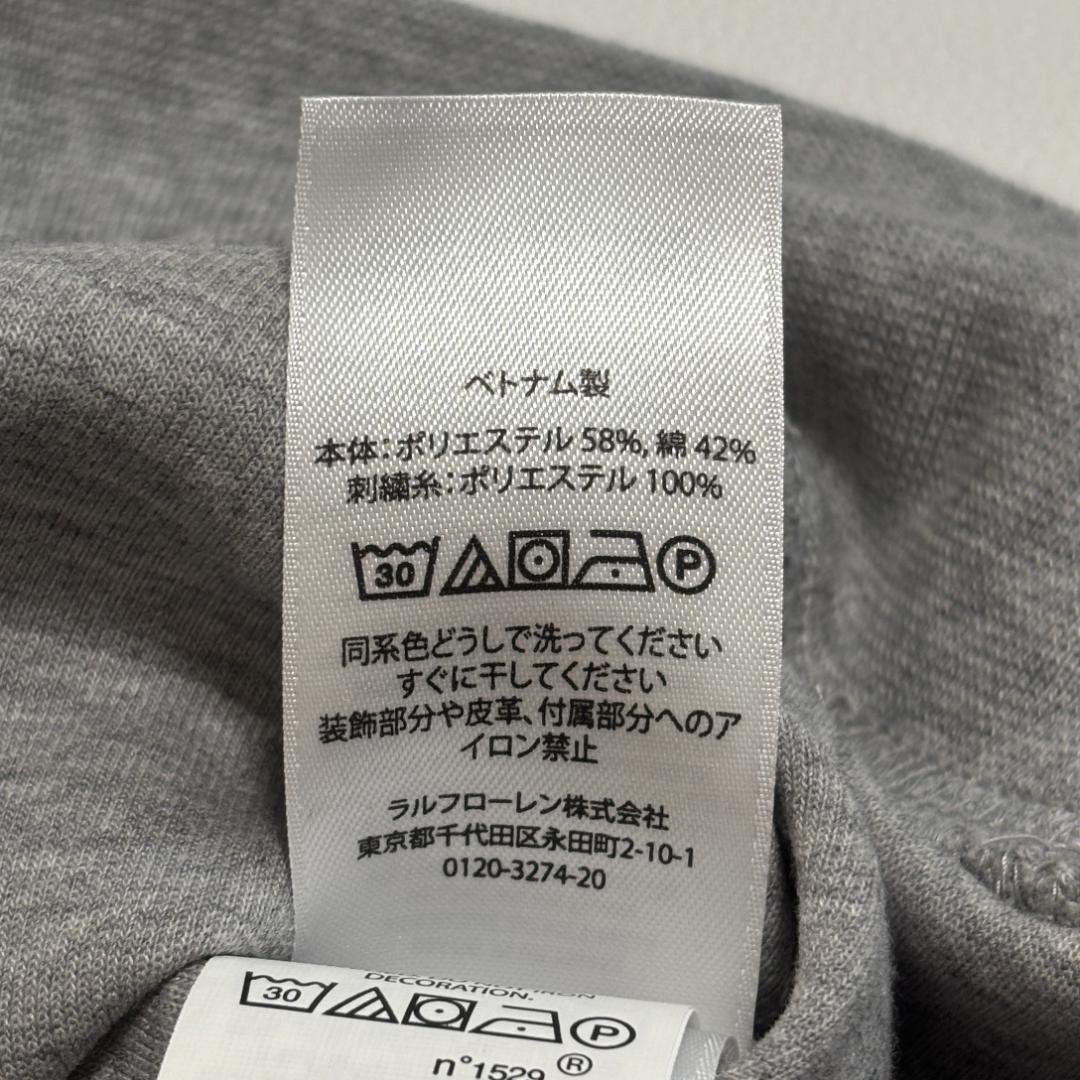 ベトナム製
本体：ポリエステル 58%, 綿 42%
刺繍糸：ポリエステル 100%
30 P
同系色どうしで洗ってください
すぐに干してください
装飾部分や皮革、付属部分へのア
イロン禁止
ラルフローレン株式会社
東京都千代田区永田町2-10-1
0120-3274-20
DECORATION.
30 P
n°1529 ®